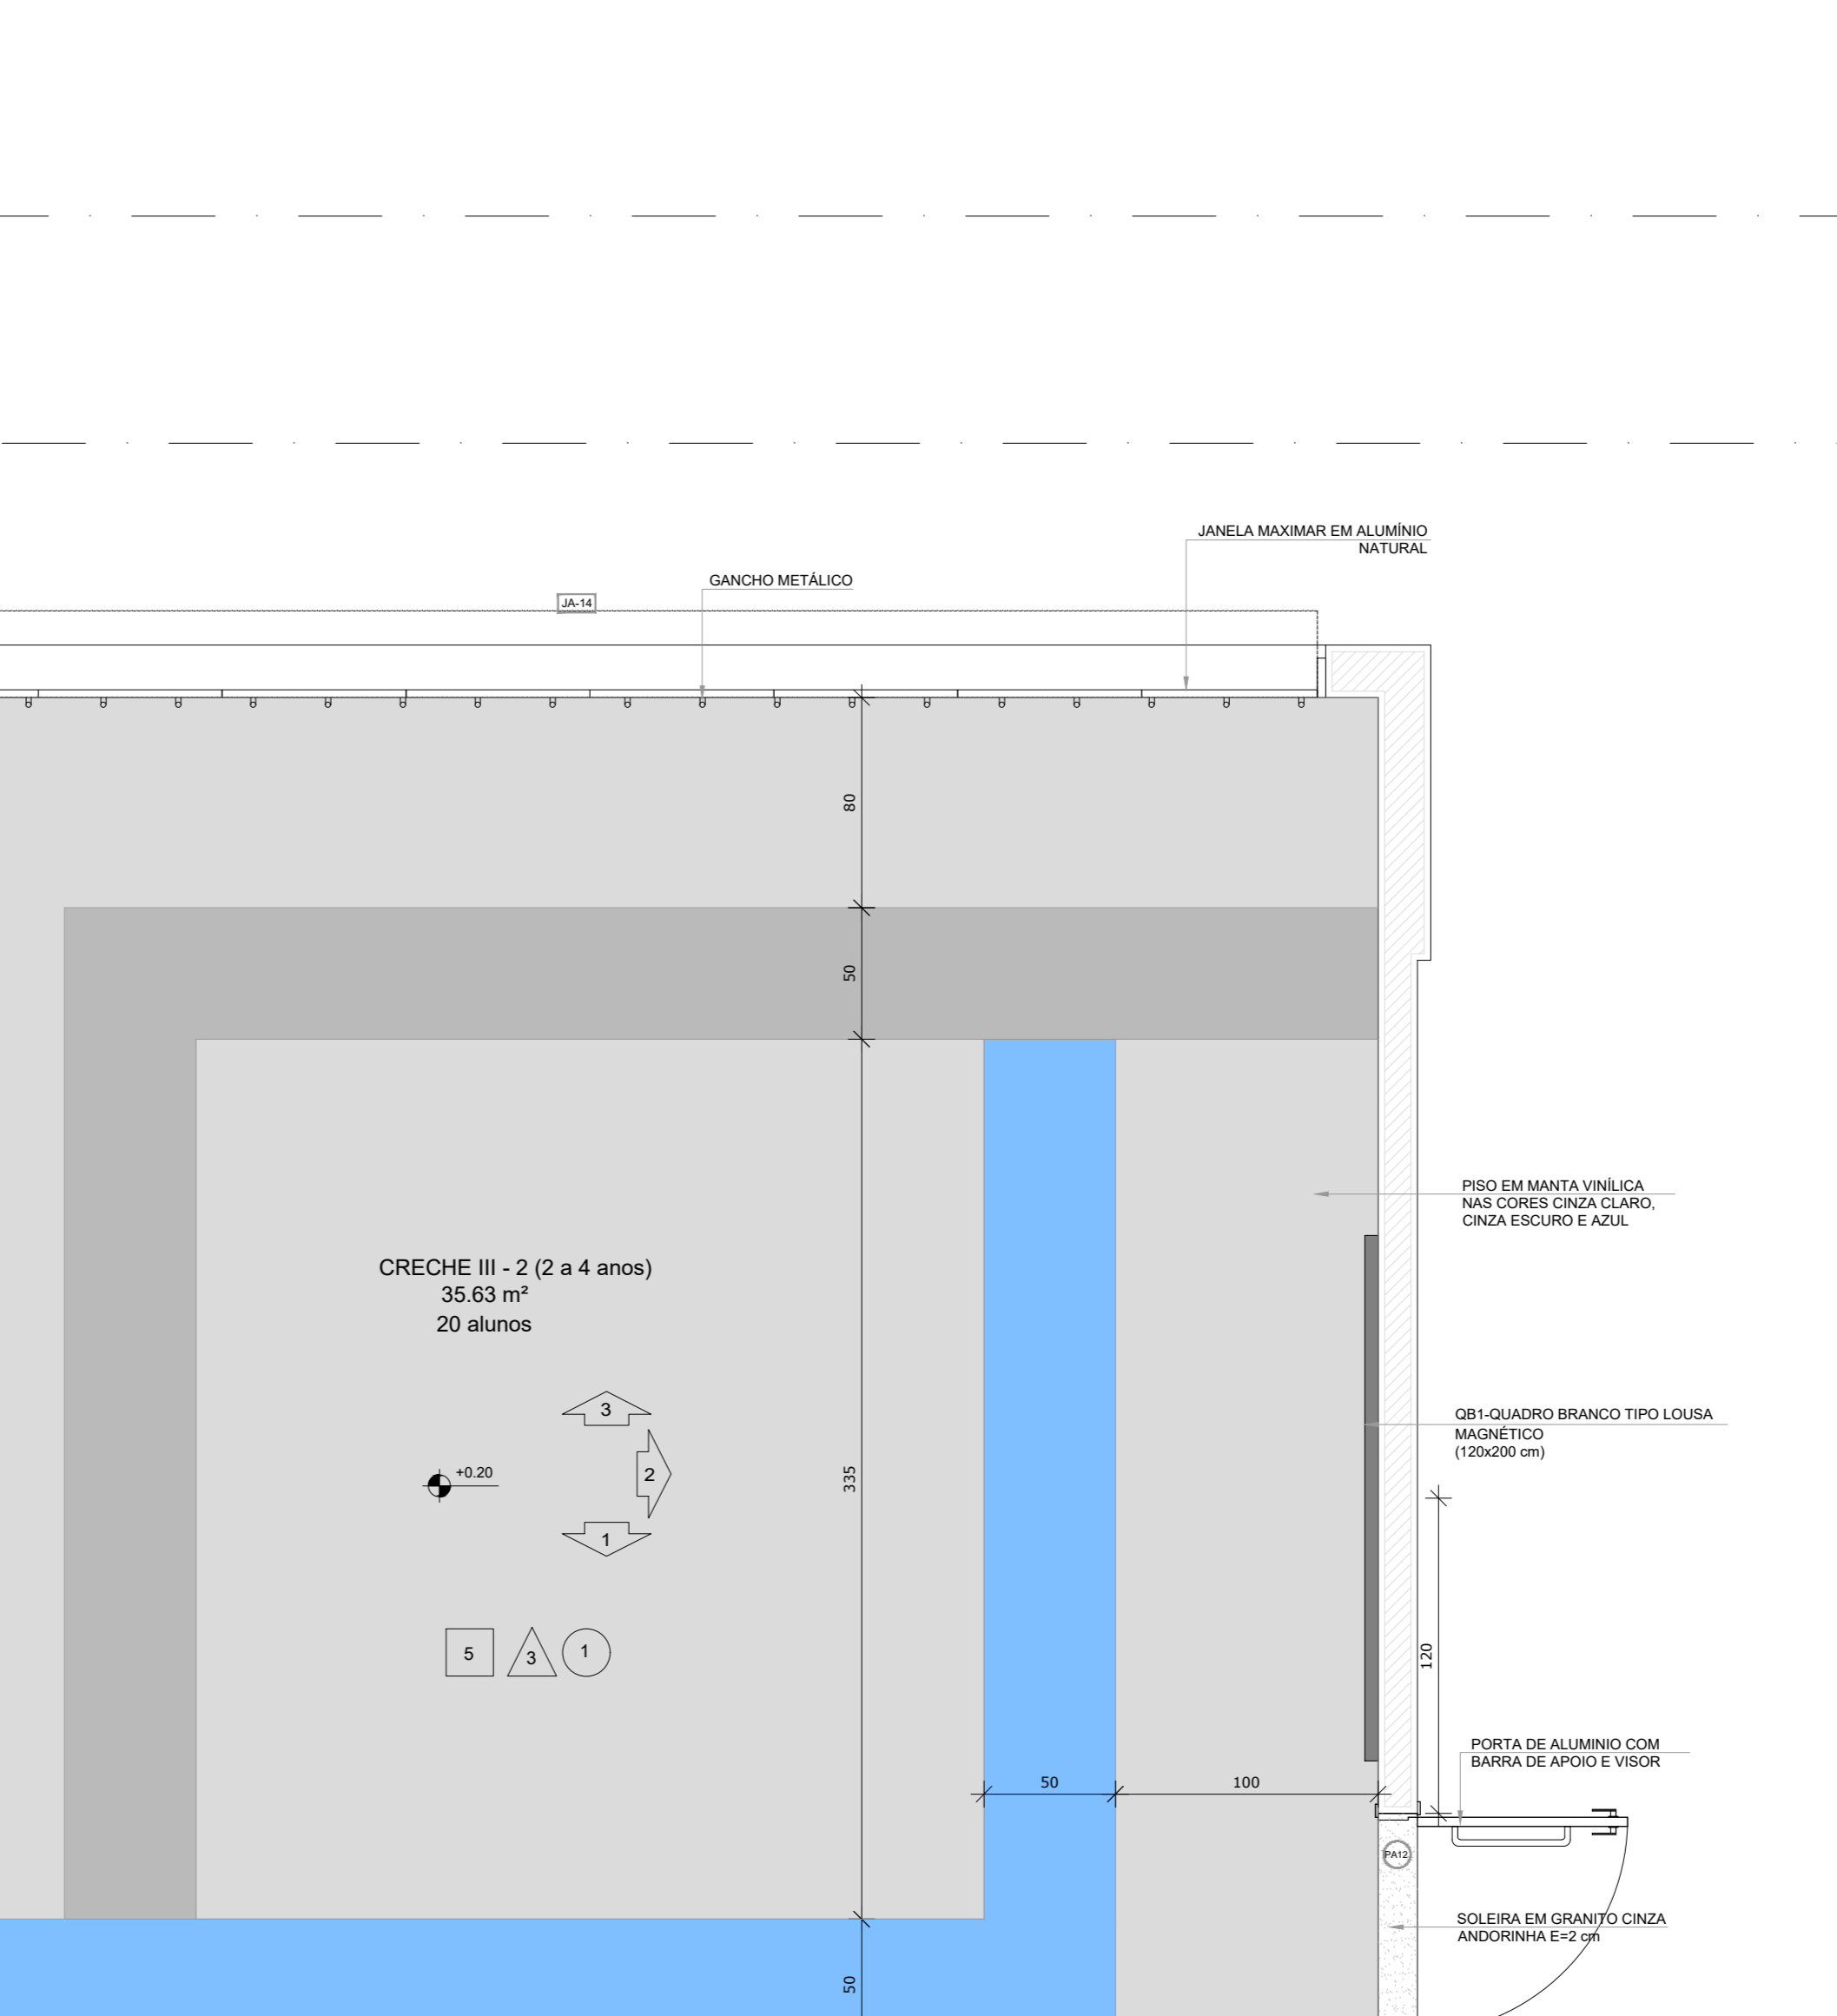 JANELA MAXIMAR EM ALUMÍNIO
NATURAL
GANCHO METÁLICO
JA-14
80
50
PISO EM MANTA VINÍLICA
NAS CORES CINZA CLARO,
CINZA ESCURO E AZUL
CRECHE III - 2 (2 a 4 anos)
35.63 m²
20 alunos
3
2
1
+0.20
335
QB1-QUADRO BRANCO TIPO LOUSA
MAGNÉTICO
(120x200 cm)
120
5
3
1
PORTA DE ALUMINIO COM
BARRA DE APOIO E VISOR
50
100
PA12
SOLEIRA EM GRANITO CINZA
ANDORINHA E=2 cm
50